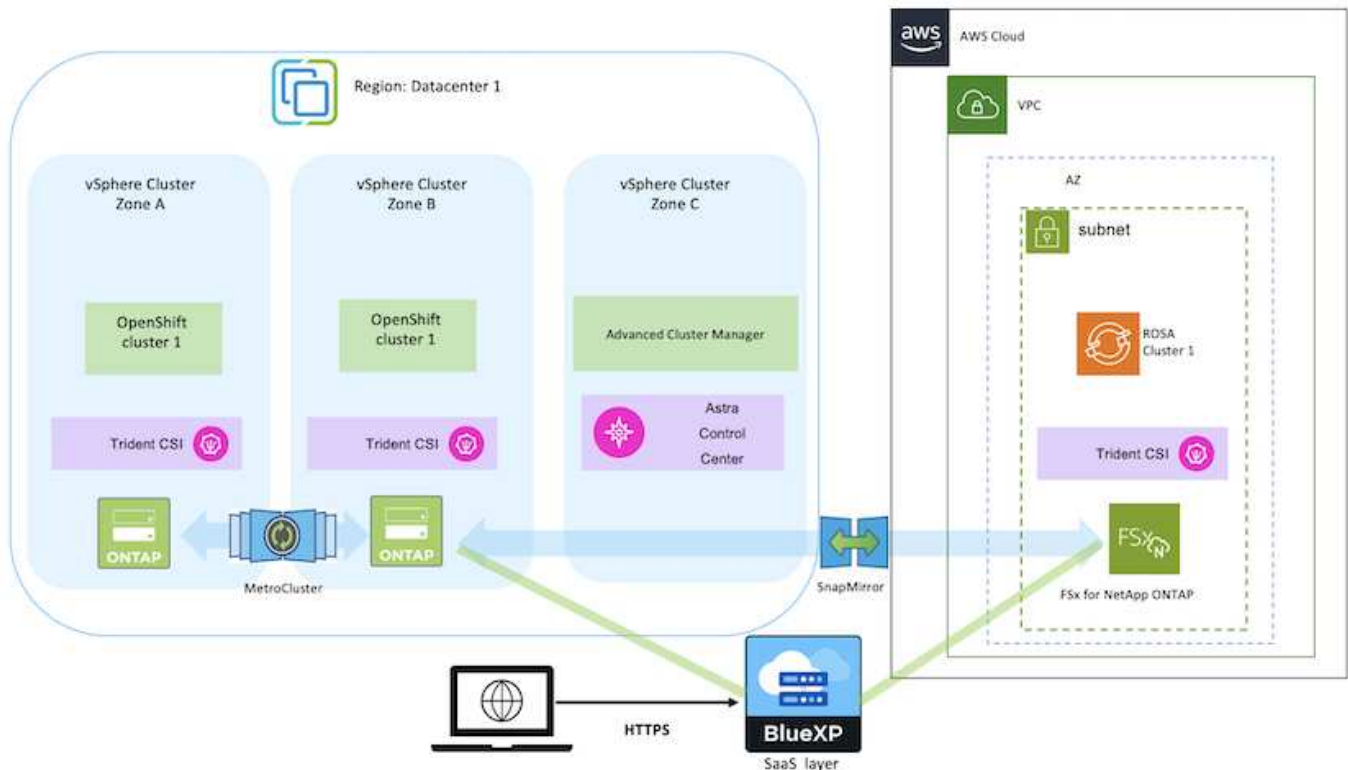 aws
AWS Cloud
Region: Datacenter 1
VPC
vSphere Cluster
Zone A
vSphere Cluster
Zone B
vSphere Cluster
Zone C
AZ
subnet
OpenShift
cluster 1
OpenShift
cluster 1
Advanced Cluster Manager
ROSA
Cluster 1
Trident CSI
Trident CSI
Astra
Control
Center
Trident CSI
ONTAP
ONTAP
FSx
N
MetroCluster
SnapMirror
FSx for NetApp ONTAP
HTTPS
BlueXP
SaaS layer